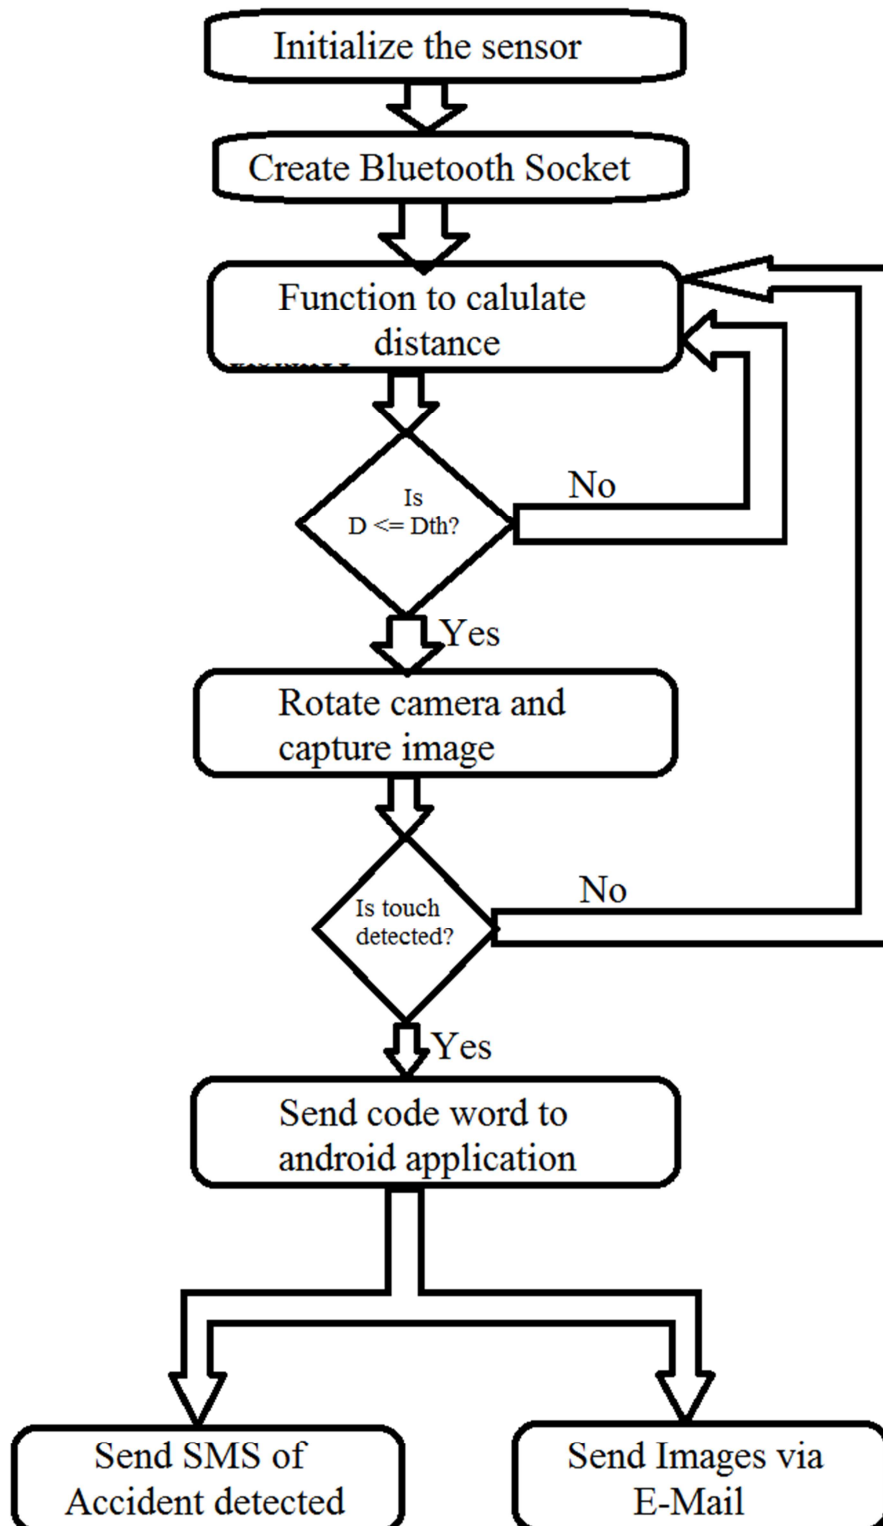 Initialize the sensor
Create Bluetooth Socket
Function to calulate
distance
Is
D <= Dth?
No
Yes
Rotate camera and
capture image
Is touch
detected?
No
Yes
Send code word to
android application
Send SMS of
Accident detected
Send Images via
E-Mail